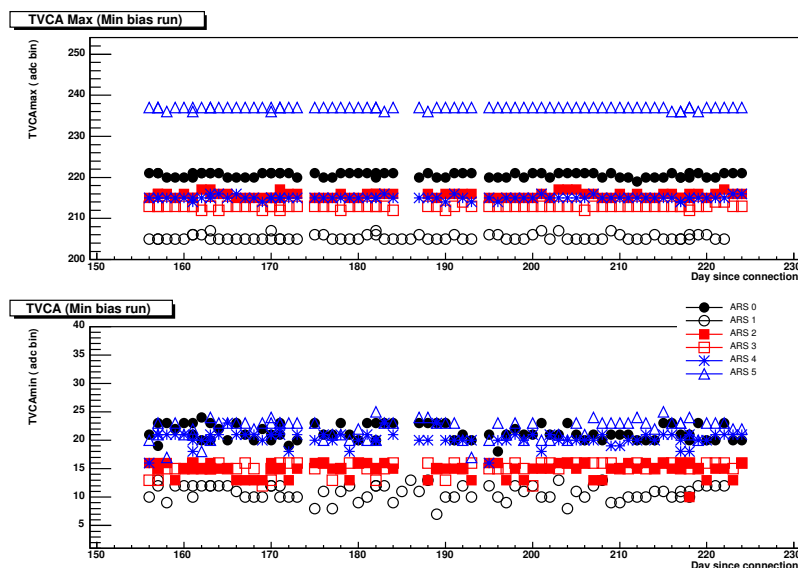 TVCA Max (Min bias run)
TVCAmax ( adc bin)
250
240
230
220
210
200
150 160 170 180 190 200 210 220 230
Day since connection
TVCA (Min bias run)
TVCAmin ( adc bin)
40
35
30
25
20
15
10
5
150 160 170 180 190 200 210 220 230
Day since connection
ARS 0
ARS 1
ARS 2
ARS 3
ARS 4
ARS 5